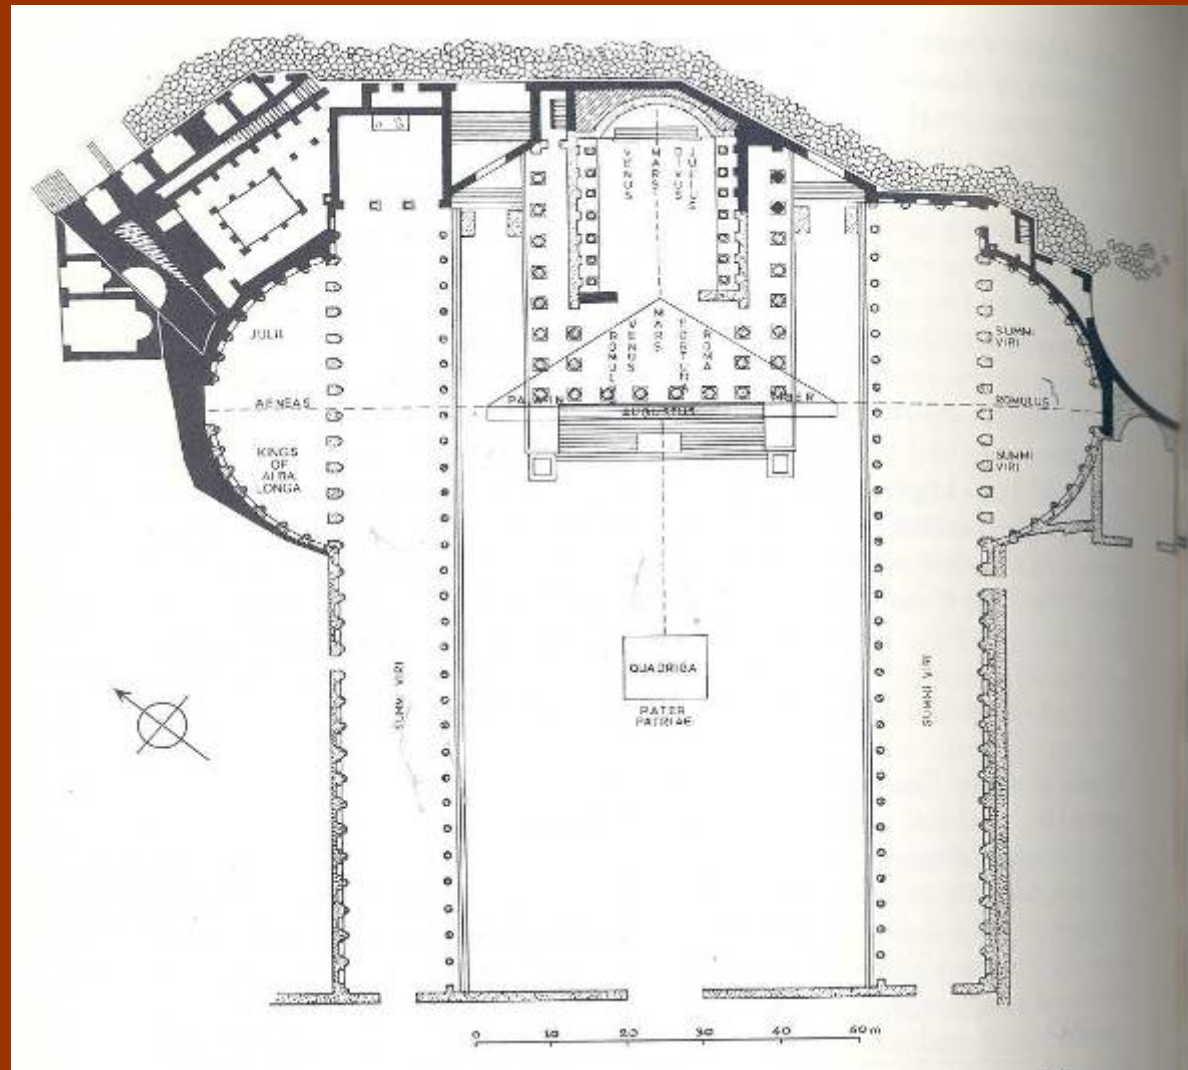 VENUS
MARS
DIVUS
JULIUS
JULII
ROMUL
VENUS
MARS
FORTUNA
ROMA
SUMMI
VIRI
AENEAS
AUGUSTUS
ROMULUS
KINGS
OF
ALBA
LONGA
SUMMI
VIRI
QUADRIGA
PATER
PATRIAE
SUMMI VIRI
SUMMI VIRI
0 10 20 30 40 50 m